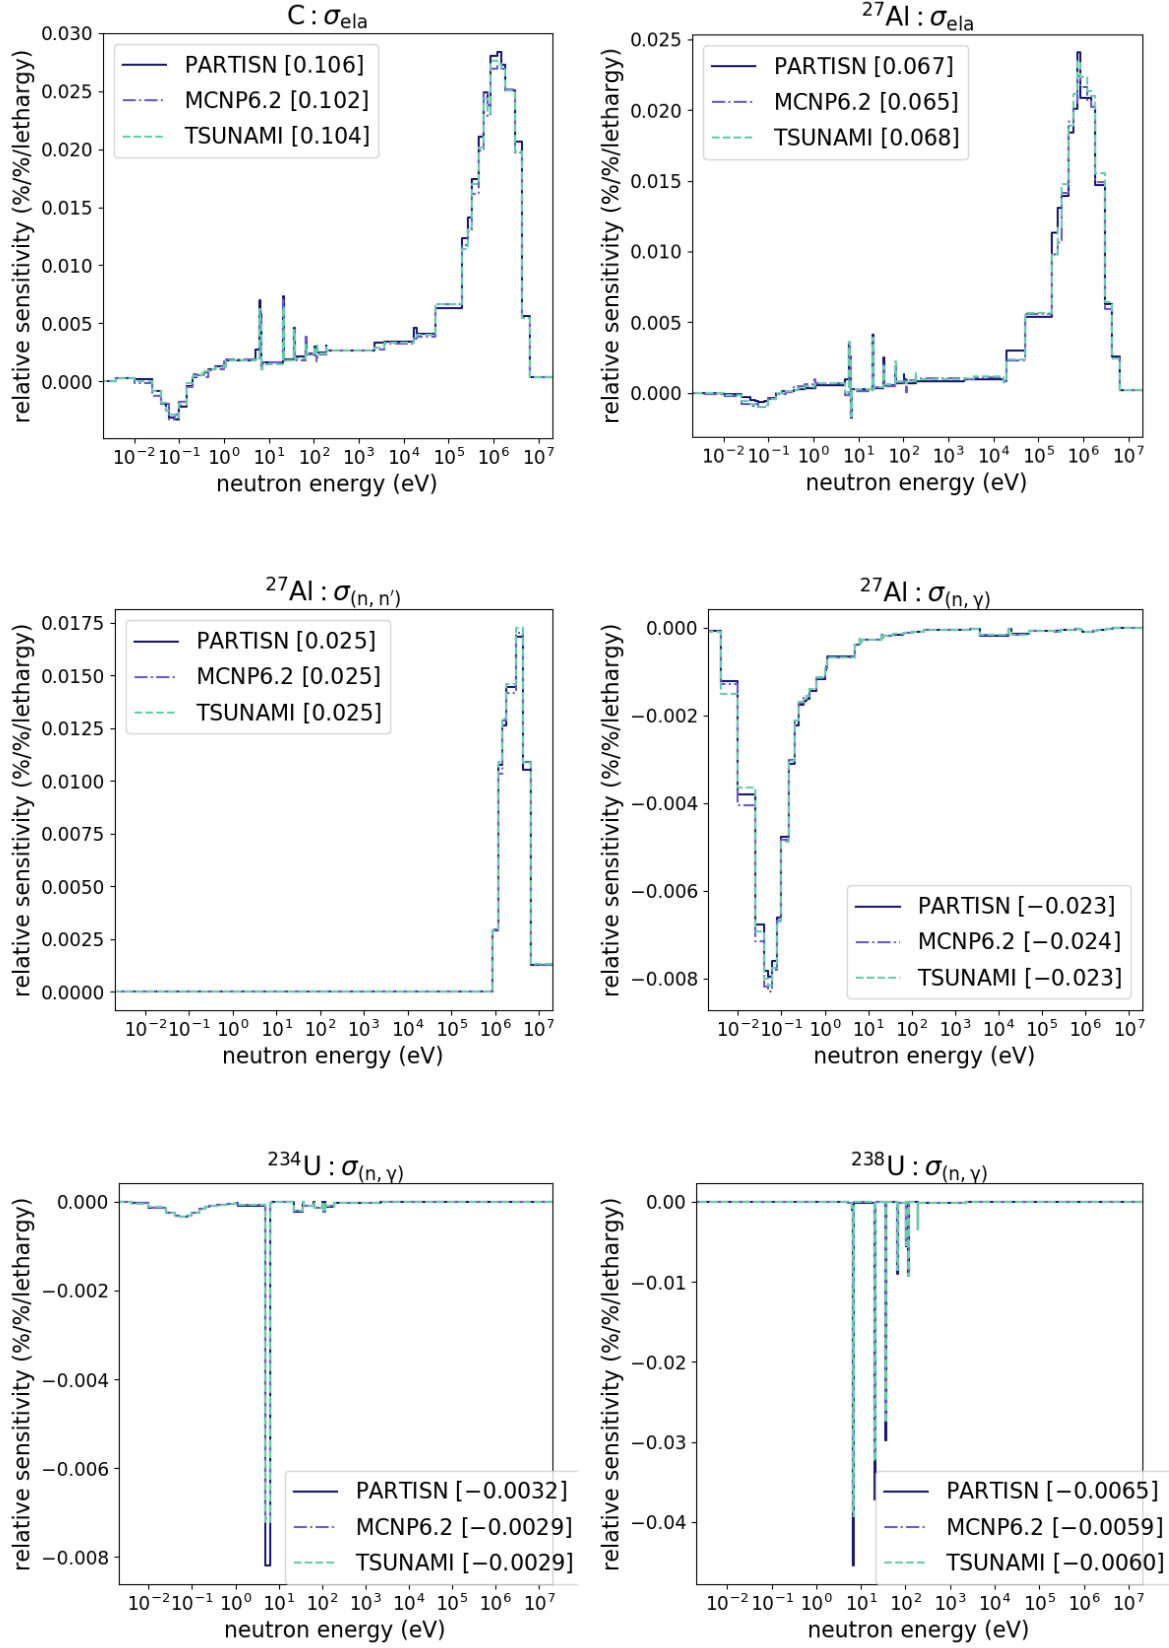 C : σela
0.030
0.025
0.020
0.015
0.010
0.005
0.000
relative sensitivity (%/%/lethargy)
PARTISN [0.106]
MCNP6.2 [0.102]
TSUNAMI [0.104]
10⁻² 10⁻¹ 10⁰ 10¹ 10² 10³ 10⁴ 10⁵ 10⁶ 10⁷
neutron energy (eV)
²⁷Al : σela
0.025
0.020
0.015
0.010
0.005
0.000
relative sensitivity (%/%/lethargy)
PARTISN [0.067]
MCNP6.2 [0.065]
TSUNAMI [0.068]
10⁻² 10⁻¹ 10⁰ 10¹ 10² 10³ 10⁴ 10⁵ 10⁶ 10⁷
neutron energy (eV)
²⁷Al : σ(n, n′)
0.0175
0.0150
0.0125
0.0100
0.0075
0.0050
0.0025
0.0000
relative sensitivity (%/%/lethargy)
PARTISN [0.025]
MCNP6.2 [0.025]
TSUNAMI [0.025]
10⁻² 10⁻¹ 10⁰ 10¹ 10² 10³ 10⁴ 10⁵ 10⁶ 10⁷
neutron energy (eV)
²⁷Al : σ(n, γ)
0.000
−0.002
−0.004
−0.006
−0.008
relative sensitivity (%/%/lethargy)
PARTISN [−0.023]
MCNP6.2 [−0.024]
TSUNAMI [−0.023]
10⁻² 10⁻¹ 10⁰ 10¹ 10² 10³ 10⁴ 10⁵ 10⁶ 10⁷
neutron energy (eV)
²³⁴U : σ(n, γ)
0.000
−0.002
−0.004
−0.006
−0.008
relative sensitivity (%/%/lethargy)
PARTISN [−0.0032]
MCNP6.2 [−0.0029]
TSUNAMI [−0.0029]
10⁻² 10⁻¹ 10⁰ 10¹ 10² 10³ 10⁴ 10⁵ 10⁶ 10⁷
neutron energy (eV)
²³⁸U : σ(n, γ)
0.00
−0.01
−0.02
−0.03
−0.04
relative sensitivity (%/%/lethargy)
PARTISN [−0.0065]
MCNP6.2 [−0.0059]
TSUNAMI [−0.0060]
10⁻² 10⁻¹ 10⁰ 10¹ 10² 10³ 10⁴ 10⁵ 10⁶ 10⁷
neutron energy (eV)